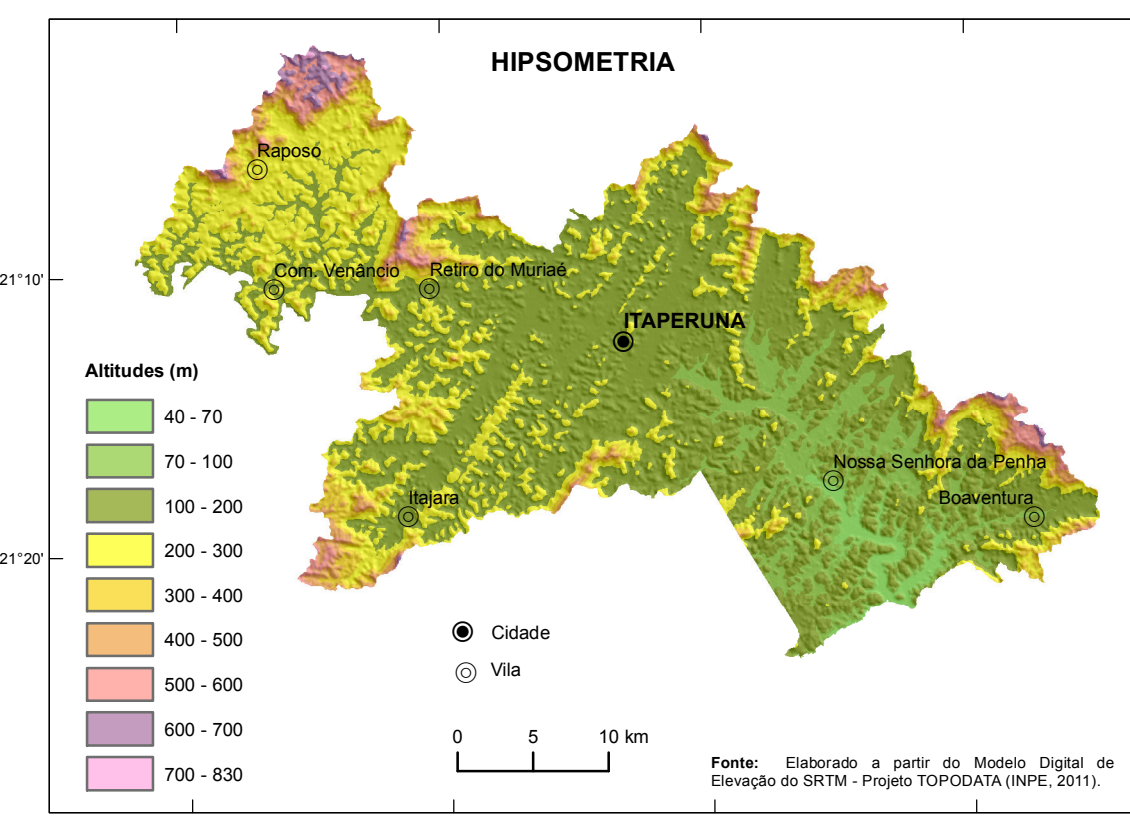 HIPSOMETRIA
Raposo
21°10'
Com. Venâncio
Retiro do Muriaé
ITAPERUNA
Altitudes (m)
40 - 70
70 - 100
100 - 200
200 - 300
300 - 400
400 - 500
500 - 600
600 - 700
700 - 830
Nossa Senhora da Penha
Itajara
Boaventura
21°20'
Cidade
Vila
0 5 10 km
Fonte: Elaborado a partir do Modelo Digital de
Elevação do SRTM - Projeto TOPODATA (INPE, 2011).